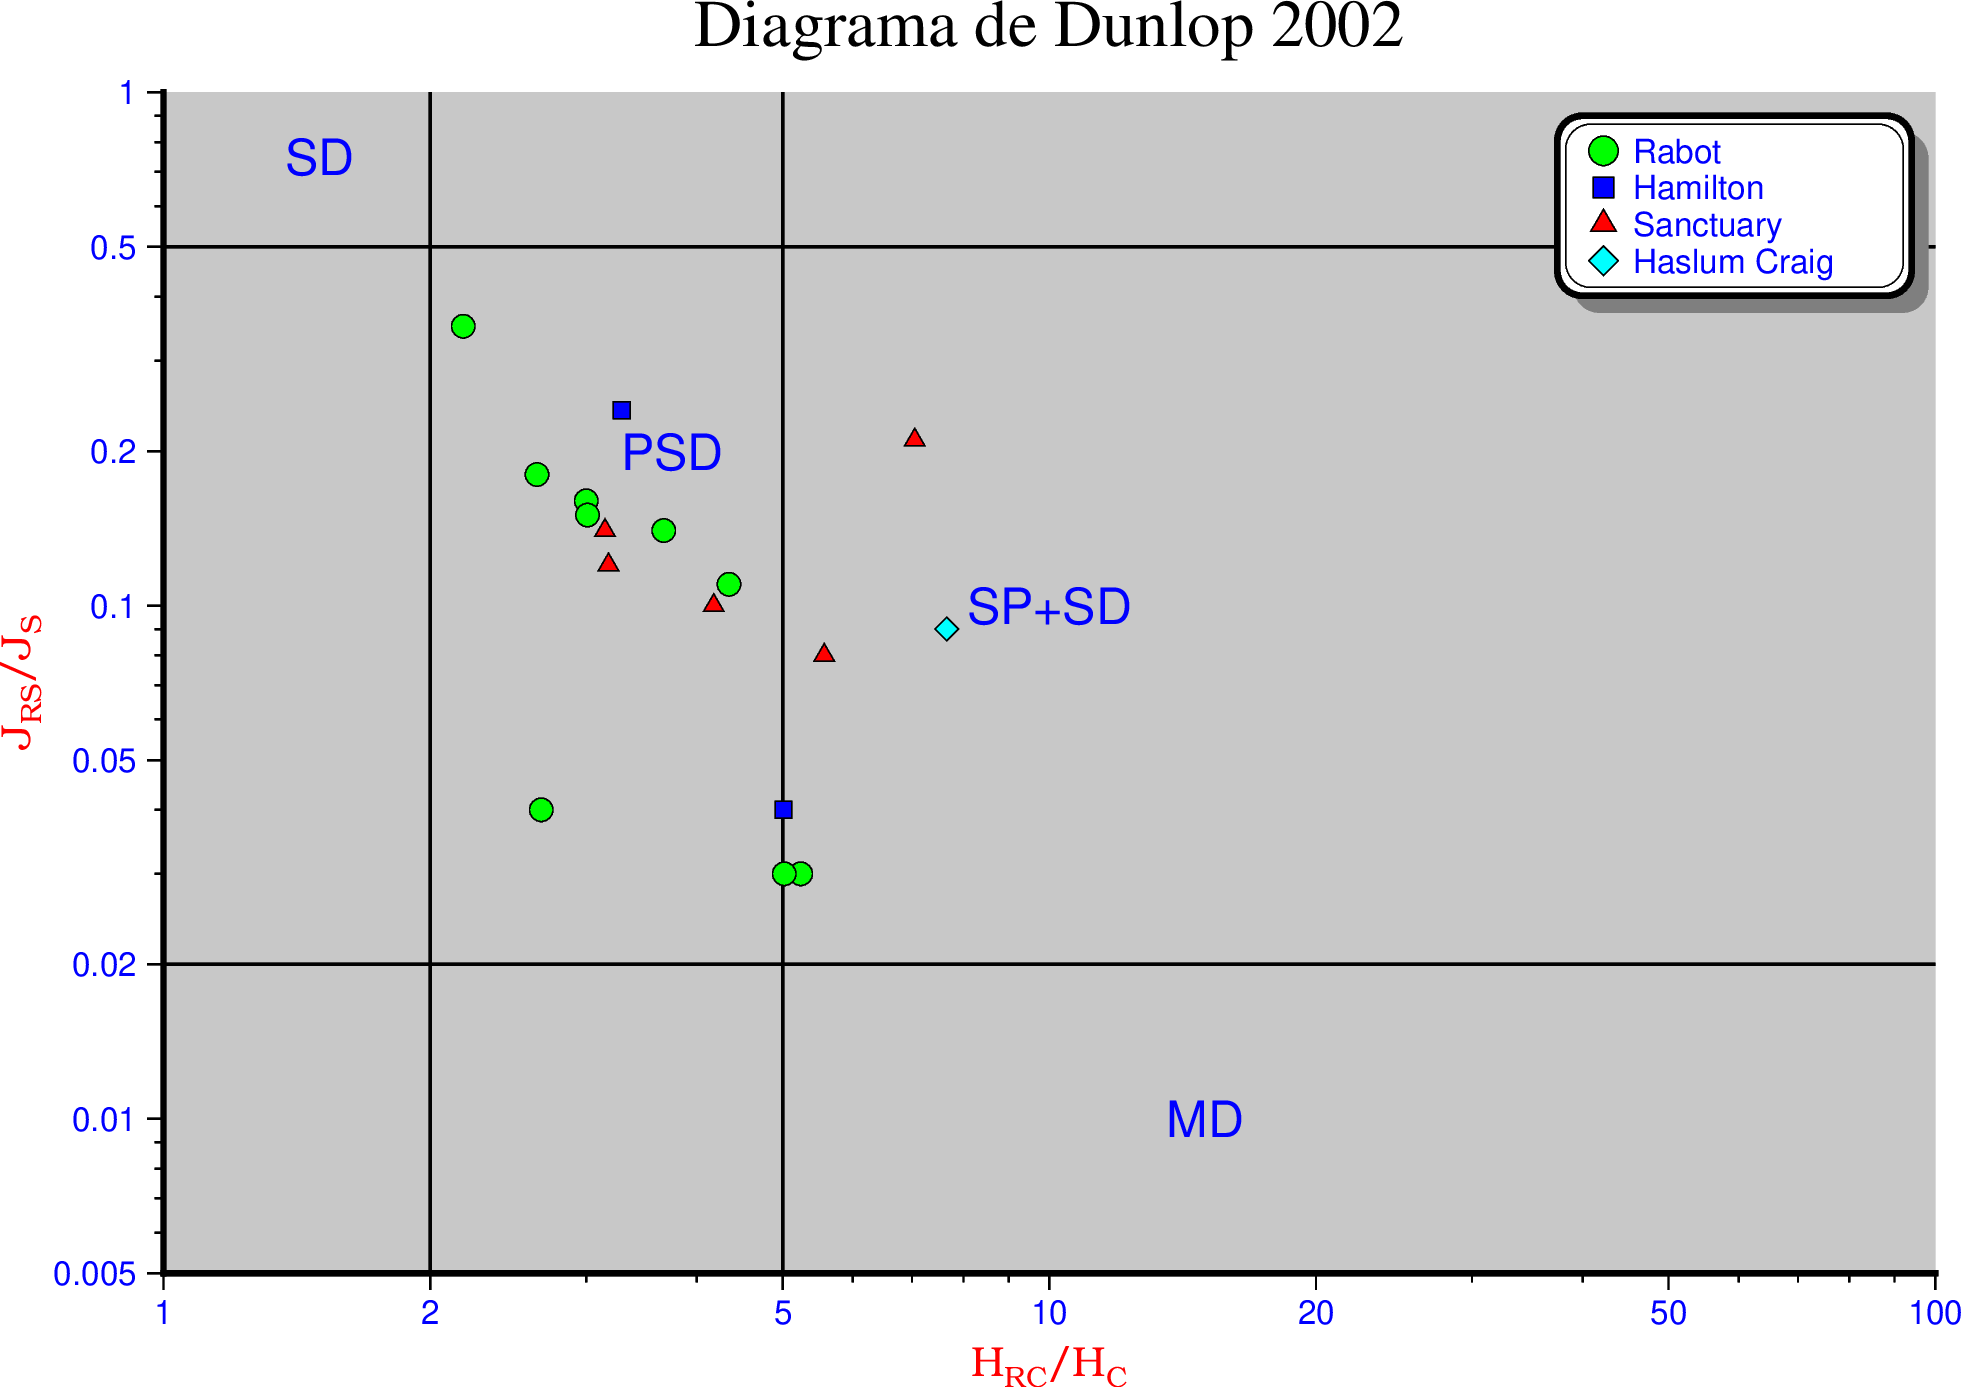 Diagrama de Dunlop 2002
1
0.5
0.2
0.1
0.05
0.02
0.01
0.005
J_RS/J_S
SD
PSD
SP+SD
MD
Rabot
Hamilton
Sanctuary
Haslum Craig
1 2 5 10 20 50 100
H_RC/H_C